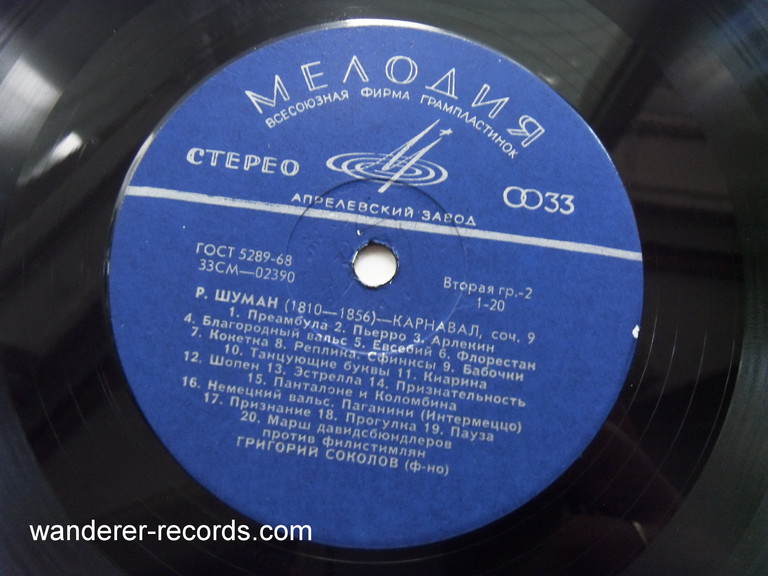 МЕЛОДИЯ
ВСЕСОЮЗНАЯ ФИРМА ГРАМПЛАСТИНОК
СТЕРЕО
33
АПРЕЛЕВСКИЙ ЗАВОД
ГОСТ 5289-68
33СМ—02390
Вторая гр.-2
1-20
Р. ШУМАН (1810—1856)—КАРНАВАЛ, соч. 9
1. Преамбула 2. Пьерро 3. Арлекин
4. Благородный вальс 5. Евсебий 6. Флорестан
7. Кокетка 8. Реплика. Сфинксы 9. Бабочки
10. Танцующие буквы 11. Киарина
12. Шопен 13. Эстрелла 14. Признательность
15. Панталоне и Коломбина
16. Немецкий вальс. Паганини (Интермеццо)
17. Признание 18. Прогулка 19. Пауза
20. Марш давидсбюндлеров
против филистимлян
ГРИГОРИЙ СОКОЛОВ (ф-но)
wanderer-records.com